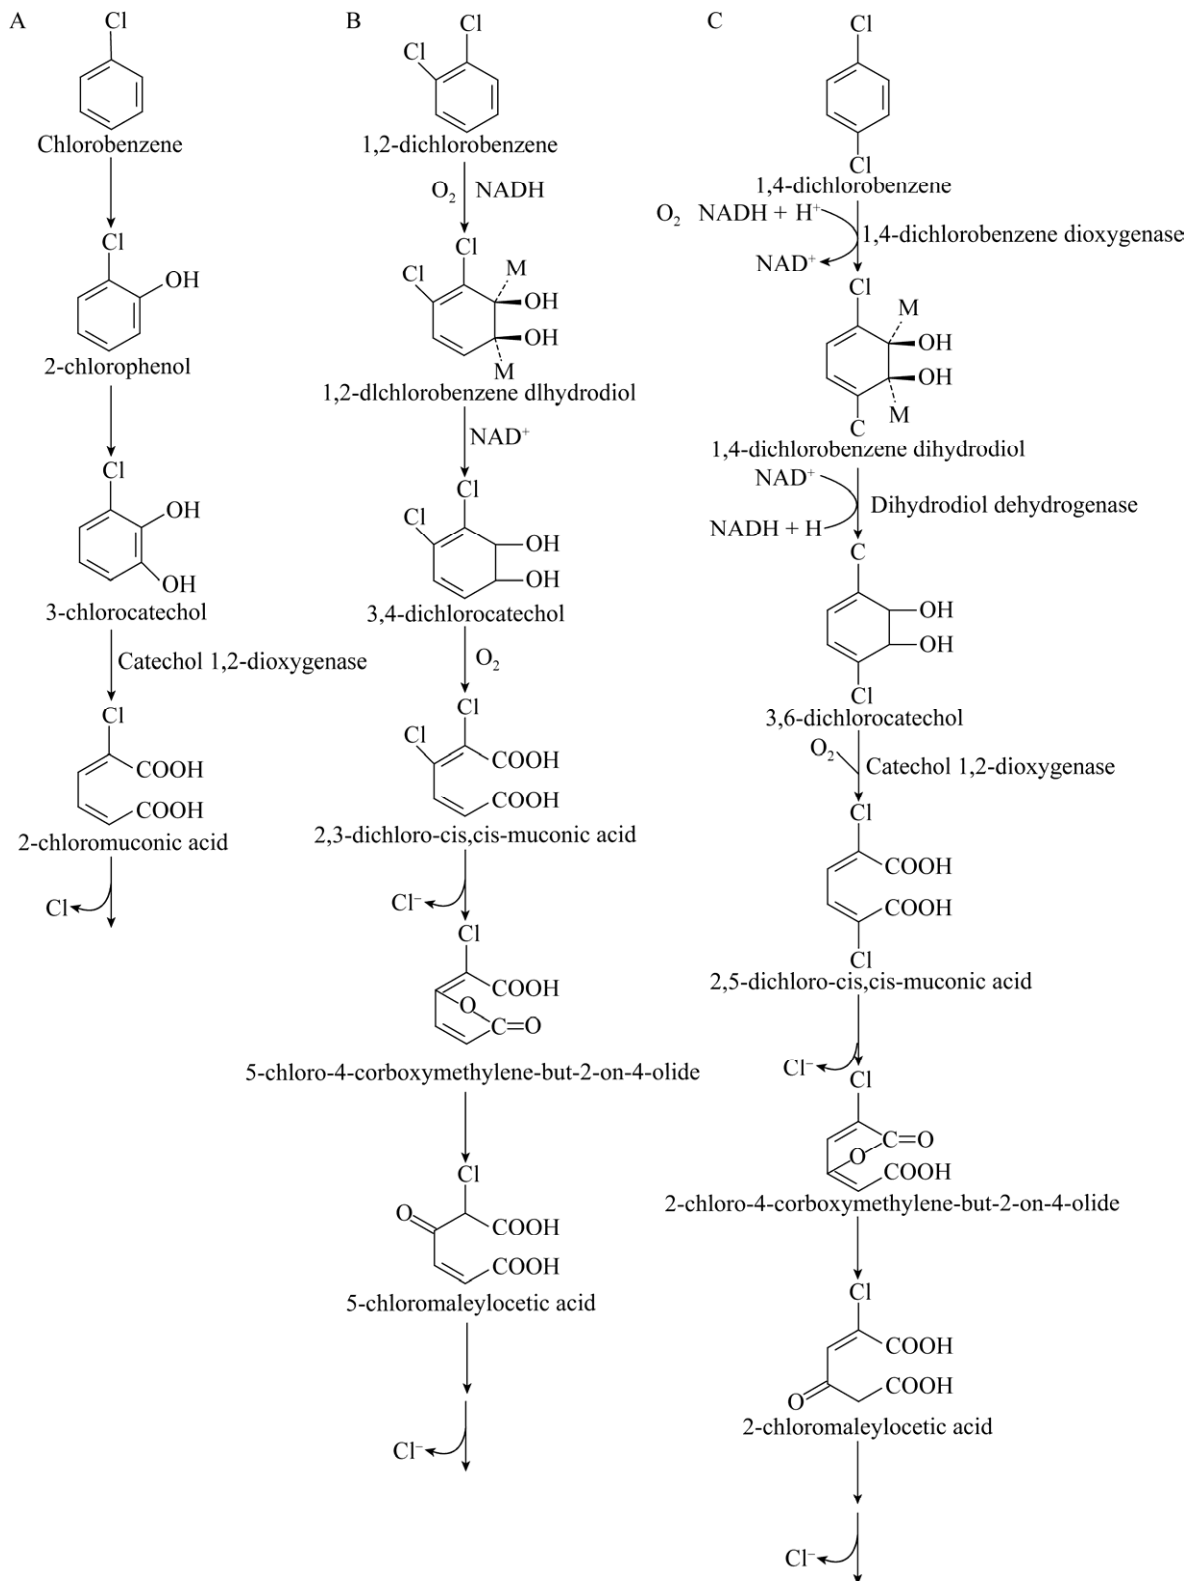 A
Cl
Chlorobenzene
Cl
OH
2-chlorophenol
Cl
OH
OH
3-chlorocatechol
Catechol 1,2-dioxygenase
Cl
COOH
COOH
2-chloromuconic acid
Cl
B
Cl
Cl
1,2-dichlorobenzene
O₂ NADH
Cl
Cl
M
OH
OH
M
1,2-dlchlorobenzene dlhydrodiol
NAD⁺
Cl
Cl
OH
OH
3,4-dichlorocatechol
O₂
Cl
Cl
COOH
COOH
2,3-dichloro-cis,cis-muconic acid
Cl⁻
Cl
COOH
O
C=O
5-chloro-4-corboxymethylene-but-2-on-4-olide
Cl
O
COOH
COOH
5-chloromaleylocetic acid
Cl⁻
C
Cl
Cl
1,4-dichlorobenzene
O₂ NADH + H⁺
1,4-dichlorobenzene dioxygenase
NAD⁺
Cl
M
OH
OH
M
C
1,4-dichlorobenzene dihydrodiol
NAD⁺
Dihydrodiol dehydrogenase
NADH + H
C
OH
OH
Cl
3,6-dichlorocatechol
O₂
Catechol 1,2-dioxygenase
Cl
COOH
COOH
Cl
2,5-dichloro-cis,cis-muconic acid
Cl⁻
Cl
C=O
O
COOH
2-chloro-4-corboxymethylene-but-2-on-4-olide
Cl
COOH
COOH
O
2-chloromaleylocetic acid
Cl⁻